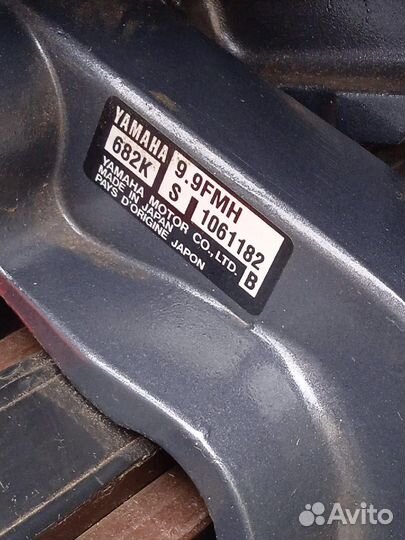 YAMAHA 9.9FMH
682K S 1061182
YAMAHA MOTOR CO.,LTD. B
MADE IN JAPAN
PAYS D'ORIGINE JAPON
Avito